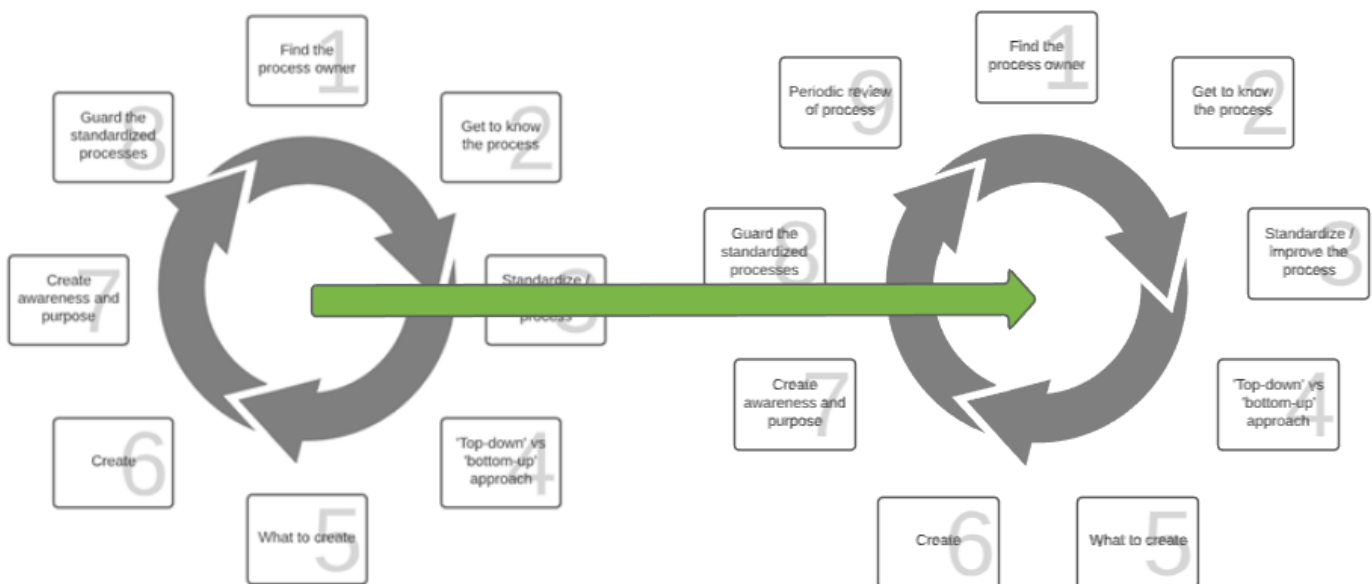 1
Find the
process owner
2
Get to know
the process
3
Standardize /
process
4
'Top-down' vs
'bottom-up'
approach
5
What to create
6
Create
7
Create
awareness and
purpose
8
Guard the
standardized
processes
1
Find the
process owner
2
Get to know
the process
3
Standardize /
Improve the
process
4
'Top-down' vs
'bottom-up'
approach
5
What to create
6
Create
7
Create
awareness and
purpose
8
Guard the
standardized
processes
9
Periodic review
of process